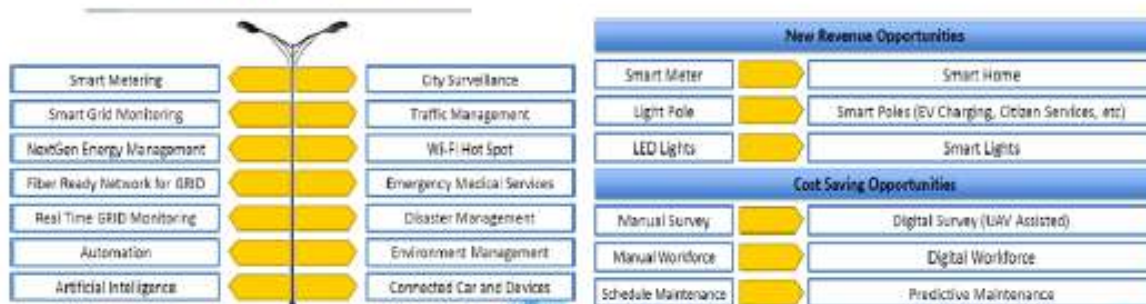 Smart Metering
City Surveillance
Smart Grid Monitoring
Traffic Management
NextGen Energy Management
Wi-Fi Hot Spot
Fiber Ready Network for GRID
Emergency Medical Services
Real Time GRID Monitoring
Disaster Management
Automation
Environment Management
Artificial Intelligence
Connected Car and Devices
New Revenue Opportunities
Smart Meter
Smart Home
Light Pole
Smart Poles (EV Charging, Citizen Services, etc)
LED Lights
Smart Lights
Cost Saving Opportunities
Manual Survey
Digital Survey (UAV Assisted)
Manual Workforce
Digital Workforce
Schedule Maintenance
Predictive Maintenance